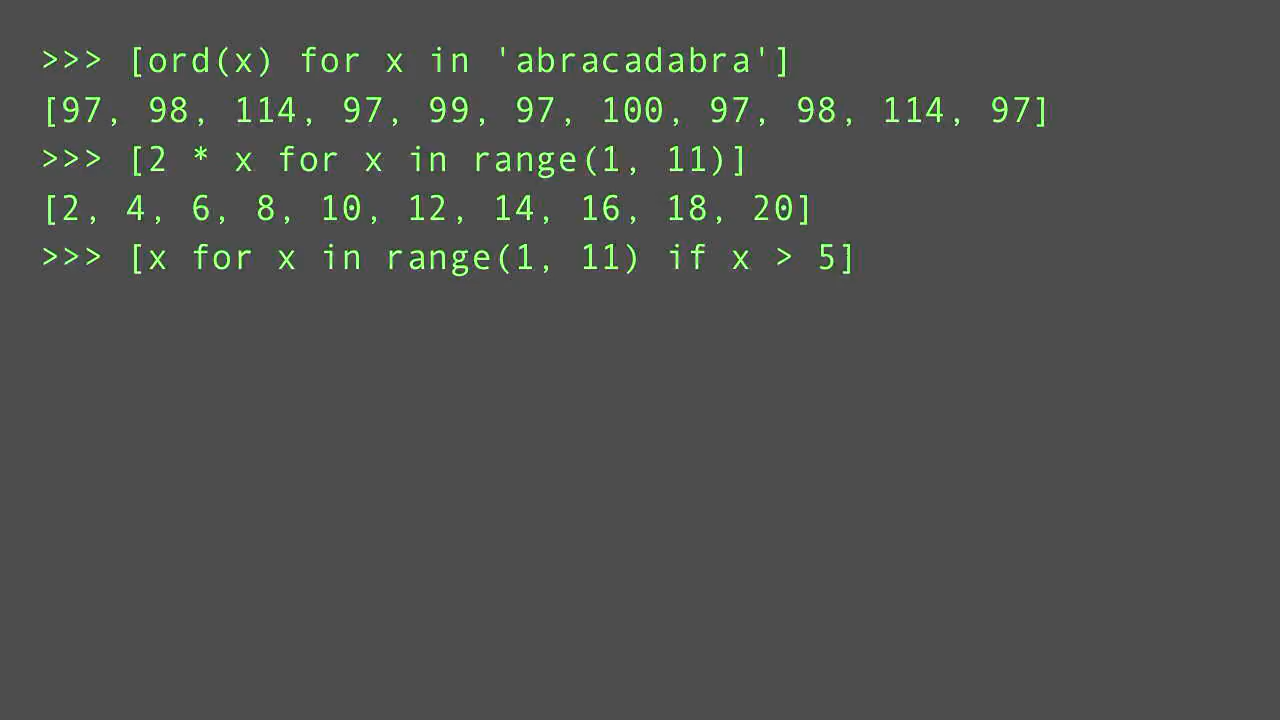 >>> [ord(x) for x in 'abracadabra']
[97, 98, 114, 97, 99, 97, 100, 97, 98, 114, 97]
>>> [2 * x for x in range(1, 11)]
[2, 4, 6, 8, 10, 12, 14, 16, 18, 20]
>>> [x for x in range(1, 11) if x > 5]